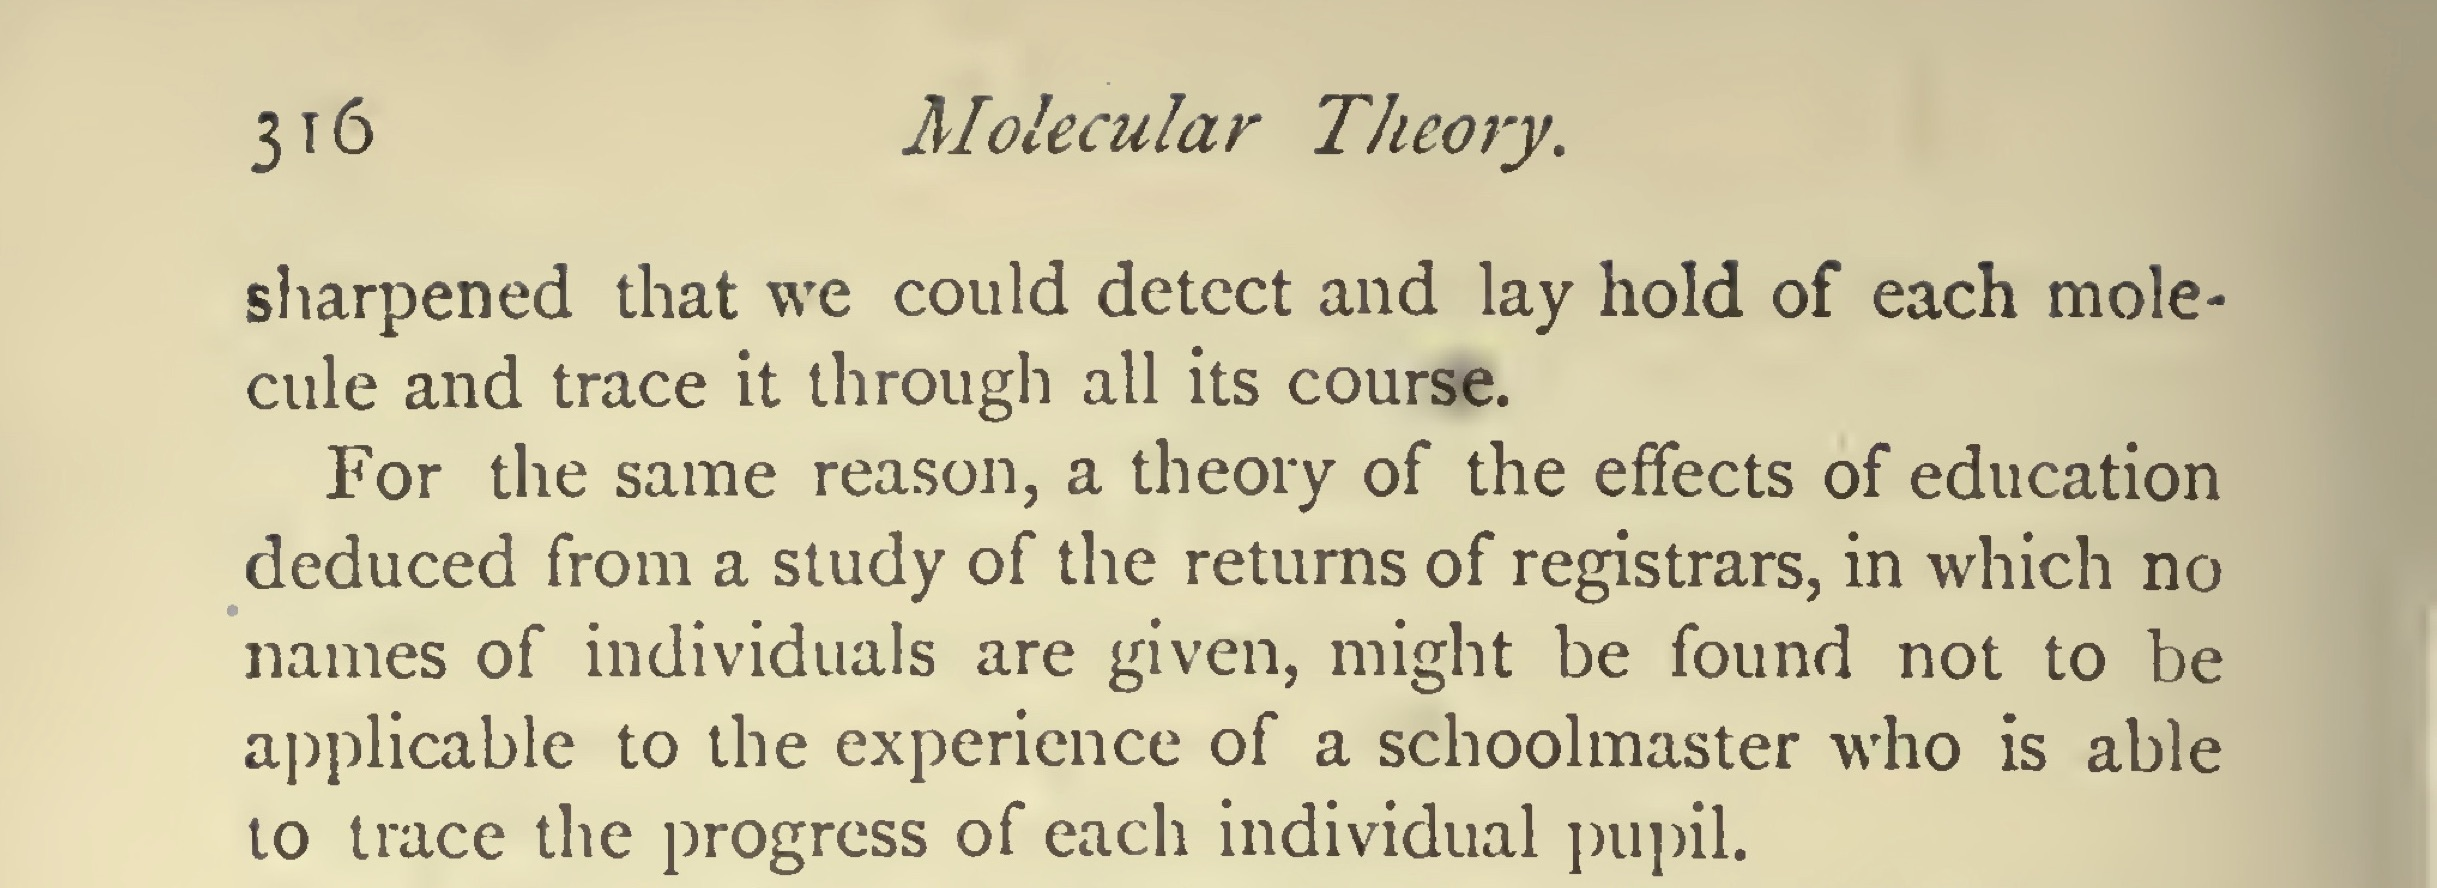 316 Molecular Theory.
sharpened that we could detect and lay hold of each mole-
cule and trace it through all its course.
For the same reason, a theory of the effects of education
deduced from a study of the returns of registrars, in which no
names of individuals are given, might be found not to be
applicable to the experience of a schoolmaster who is able
to trace the progress of each individual pupil.